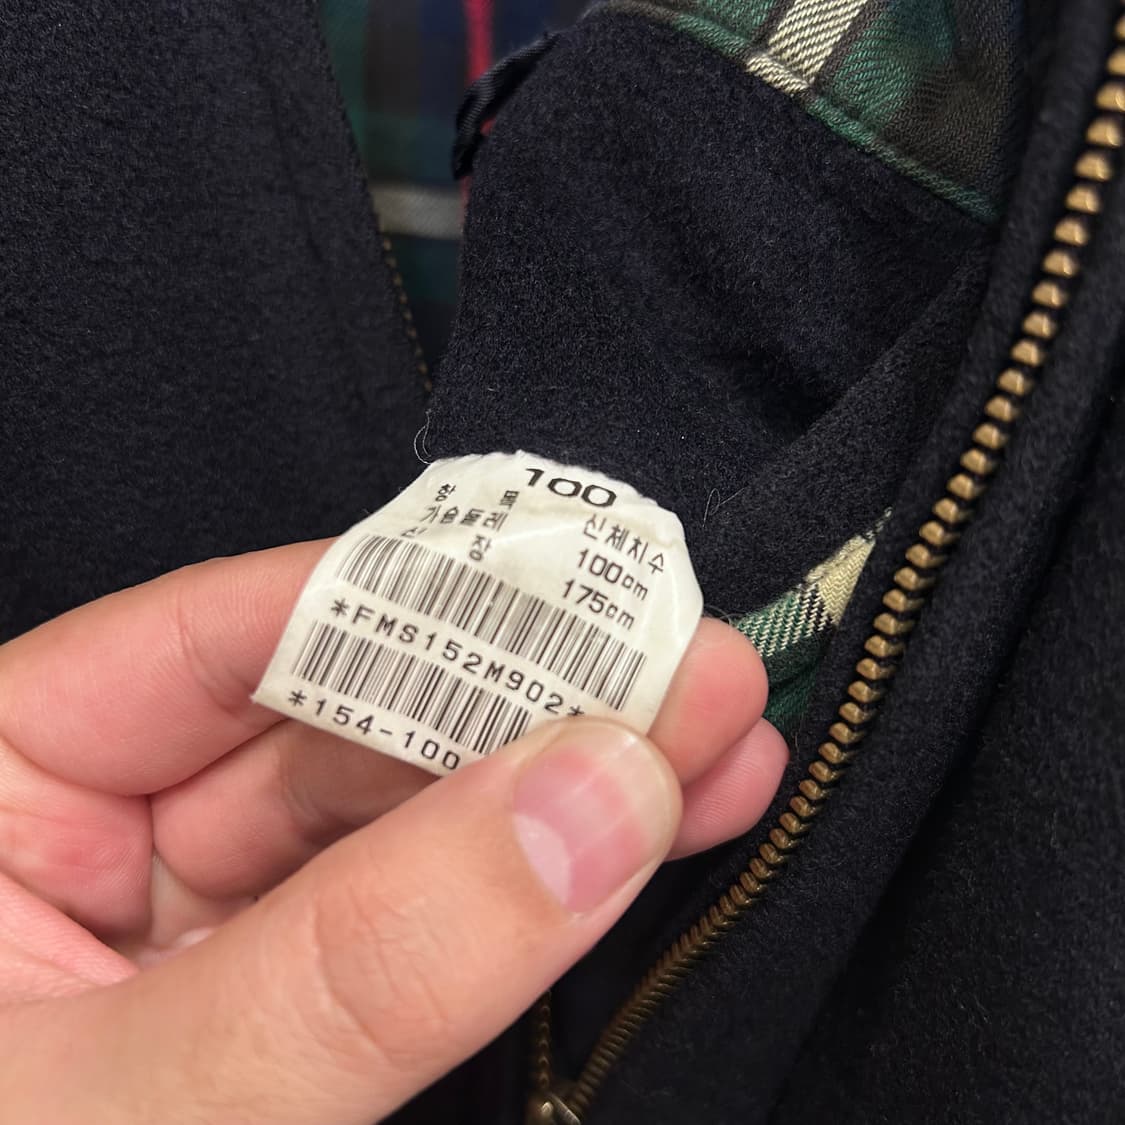 100
항 목 신체치수
가슴둘레 100cm
신 장 175cm
*FMS152M902*
*154-100